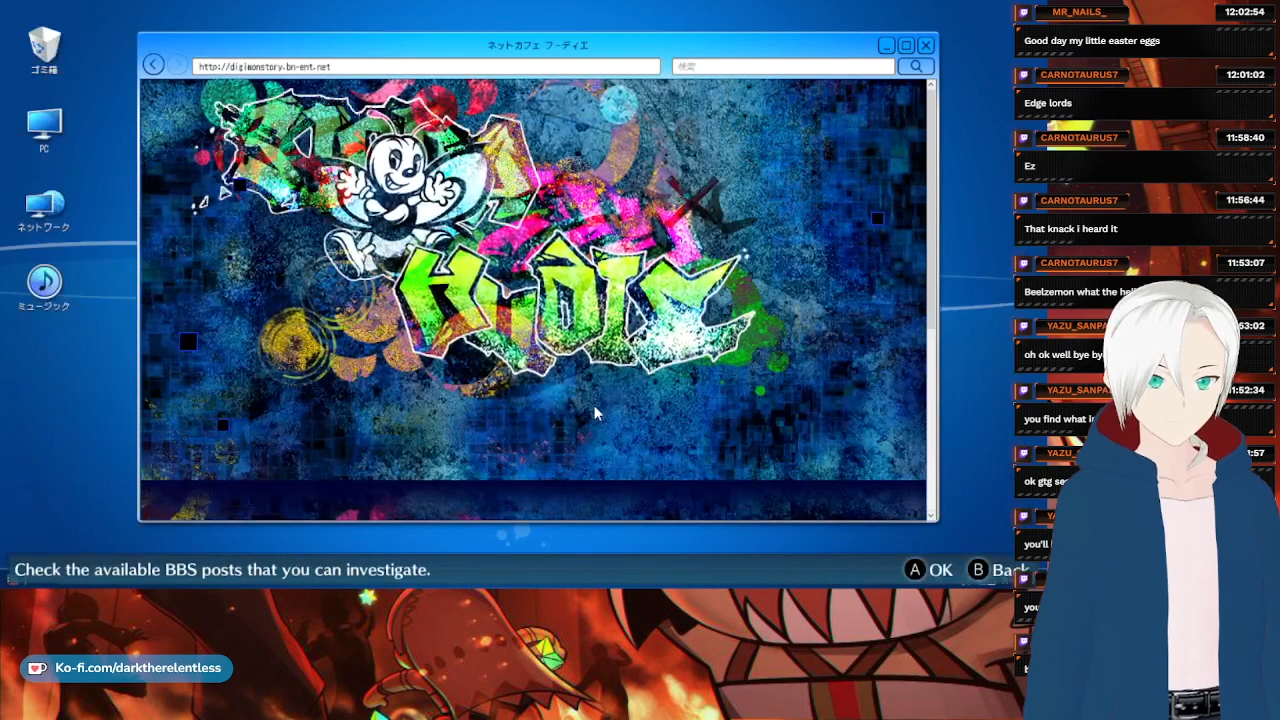 ネットカフェ フーディエ
http://digimonstory.bn-ent.net
検索
ゴミ箱
PC
ネットワーク
ミュージック
Check the available BBS posts that you can investigate.
A OK B Back
Ko-fi.com/darktherelentless
MR_NAILS_ 12:02:54
Good day my little easter eggs
CARNOTAURUS7 12:01:02
Edge lords
CARNOTAURUS7 11:58:40
Ez
CARNOTAURUS7 11:56:44
That knack i heard it
CARNOTAURUS7 11:53:07
Beelzemon what the
53:02
oh ok well bye
1:52:34
you find what
:57
ok gtg
you'll